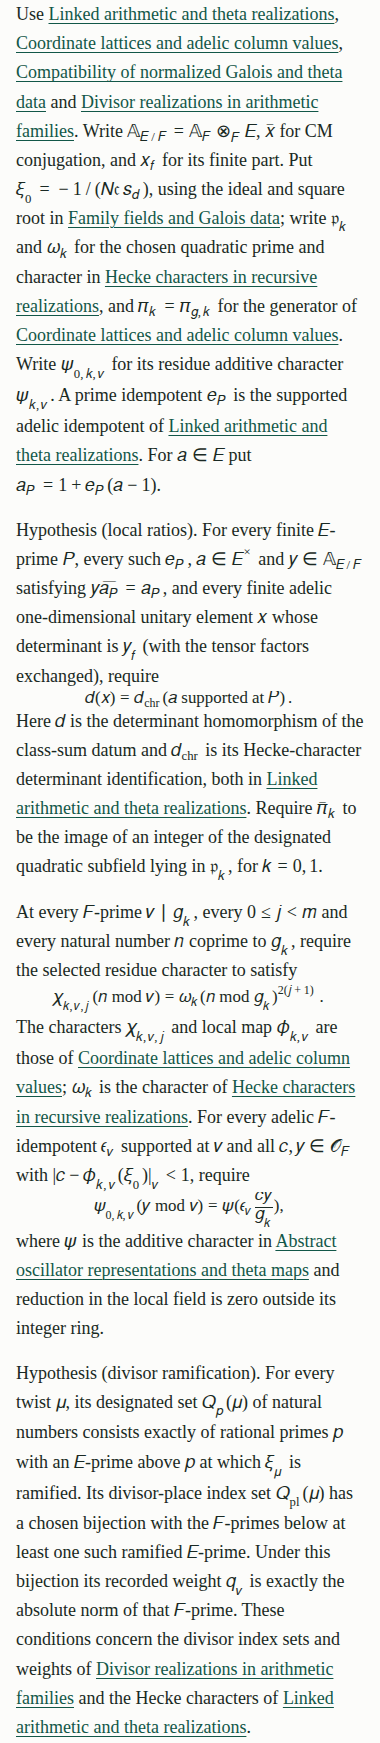 Use Linked arithmetic and theta realizations,
Coordinate lattices and adelic column values,
Compatibility of normalized Galois and theta
data and Divisor realizations in arithmetic
families. Write 𝔸_{E/F} = 𝔸_F ⊗_F E, x̄ for CM
conjugation, and x_f for its finite part. Put
ξ_0 = −1/(N𝔠 s_d), using the ideal and square
root in Family fields and Galois data; write 𝔭_k
and ω_k for the chosen quadratic prime and
character in Hecke characters in recursive
realizations, and π_k = π_{g,k} for the generator of
Coordinate lattices and adelic column values.
Write ψ_{0,k,v} for its residue additive character
ψ_{k,v}. A prime idempotent e_P is the supported
adelic idempotent of Linked arithmetic and
theta realizations. For a ∈ E put
a_P = 1 + e_P(a − 1).
Hypothesis (local ratios). For every finite E-
prime P, every such e_P, a ∈ E^× and y ∈ 𝔸_{E/F}
satisfying y\overline{a_P} = a_P, and every finite adelic
one-dimensional unitary element x whose
determinant is y_f (with the tensor factors
exchanged), require
d(x) = d_chr(a supported at P).
Here d is the determinant homomorphism of the
class-sum datum and d_chr is its Hecke-character
determinant identification, both in Linked
arithmetic and theta realizations. Require π̄_k to
be the image of an integer of the designated
quadratic subfield lying in 𝔭_k, for k = 0, 1.
At every F-prime v ∣ g_k, every 0 ≤ j < m and
every natural number n coprime to g_k, require
the selected residue character to satisfy
χ_{k,v,j}(n mod v) = ω_k(n mod g_k)^{2(j+1)}.
The characters χ_{k,v,j} and local map ϕ_{k,v} are
those of Coordinate lattices and adelic column
values; ω_k is the character of Hecke characters
in recursive realizations. For every adelic F-
idempotent ϵ_v supported at v and all c, y ∈ 𝒪_F
with |c − ϕ_{k,v}(ξ_0)|_v < 1, require
ψ_{0,k,v}(y mod v) = ψ(ϵ_v \frac{cy}{g_k}),
where ψ is the additive character in Abstract
oscillator representations and theta maps and
reduction in the local field is zero outside its
integer ring.
Hypothesis (divisor ramification). For every
twist μ, its designated set Q_p(μ) of natural
numbers consists exactly of rational primes p
with an E-prime above p at which ξ_μ is
ramified. Its divisor-place index set Q_pl(μ) has
a chosen bijection with the F-primes below at
least one such ramified E-prime. Under this
bijection its recorded weight q_v is exactly the
absolute norm of that F-prime. These
conditions concern the divisor index sets and
weights of Divisor realizations in arithmetic
families and the Hecke characters of Linked
arithmetic and theta realizations.